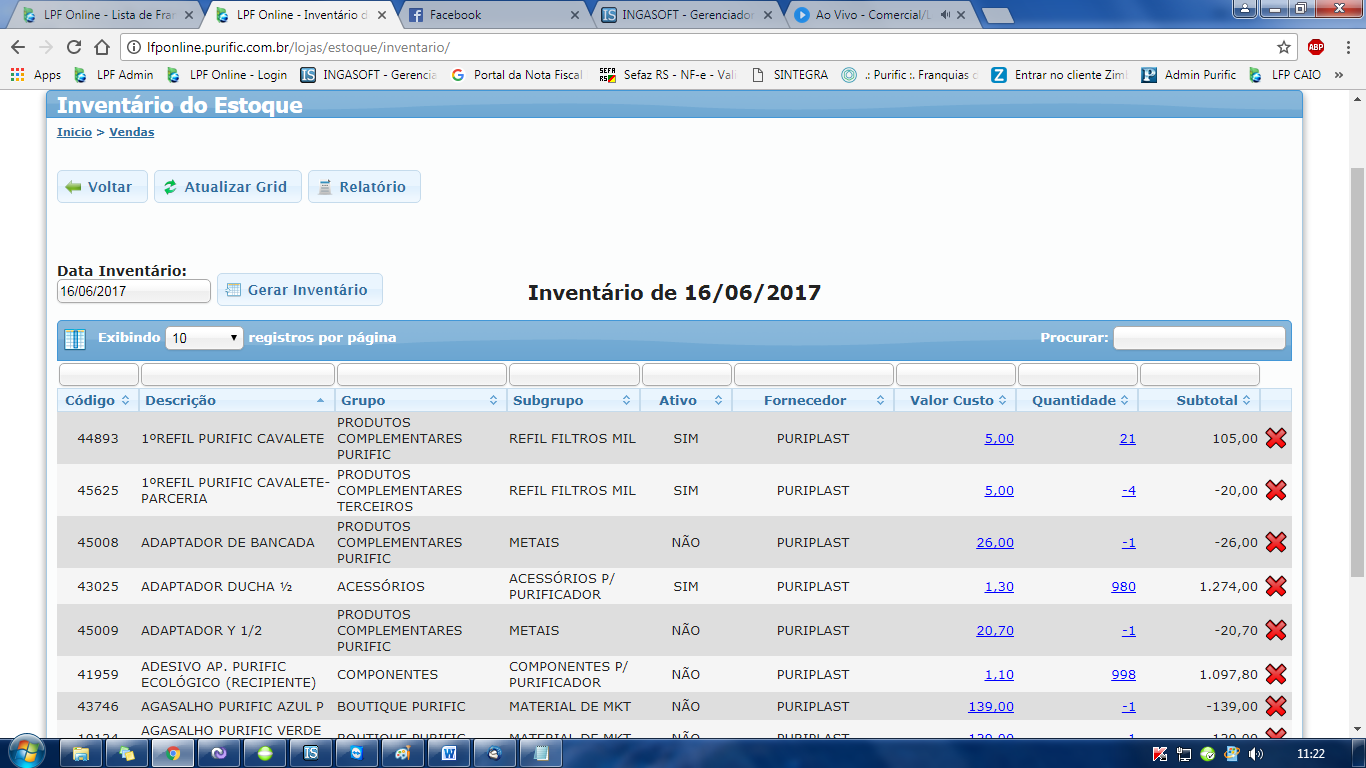 LPF Online - Lista de Fran
LPF Online - Inventário d
Facebook
INGASOFT - Gerenciador
Ao Vivo - Comercial/L
lfponline.purific.com.br/lojas/estoque/inventario/
ABP
Apps LPF Admin LPF Online - Login INGASOFT - Gerencia Portal da Nota Fiscal Sefaz RS - NF-e - Vali SINTEGRA .: Purific :. Franquias Entrar no cliente Zim Admin Purific LFP CAIO »
Inventário do Estoque
Inicio > Vendas
Voltar Atualizar Grid Relatório
Data Inventário:
16/06/2017 Gerar Inventário Inventário de 16/06/2017
Exibindo 10 registros por página Procurar:
Código Descrição Grupo Subgrupo Ativo Fornecedor Valor Custo Quantidade Subtotal
44893 1ºREFIL PURIFIC CAVALETE PRODUTOS COMPLEMENTARES PURIFIC REFIL FILTROS MIL SIM PURIPLAST 5,00 21 105,00
45625 1ºREFIL PURIFIC CAVALETE-PARCERIA PRODUTOS COMPLEMENTARES TERCEIROS REFIL FILTROS MIL SIM PURIPLAST 5,00 -4 -20,00
45008 ADAPTADOR DE BANCADA PRODUTOS COMPLEMENTARES PURIFIC METAIS NÃO PURIPLAST 26,00 -1 -26,00
43025 ADAPTADOR DUCHA ½ ACESSÓRIOS ACESSÓRIOS P/ PURIFICADOR SIM PURIPLAST 1,30 980 1.274,00
45009 ADAPTADOR Y 1/2 PRODUTOS COMPLEMENTARES PURIFIC METAIS NÃO PURIPLAST 20,70 -1 -20,70
41959 ADESIVO AP. PURIFIC ECOLÓGICO (RECIPIENTE) COMPONENTES COMPONENTES P/ PURIFICADOR NÃO PURIPLAST 1,10 998 1.097,80
43746 AGASALHO PURIFIC AZUL P BOUTIQUE PURIFIC MATERIAL DE MKT NÃO PURIPLAST 139,00 -1 -139,00
AGASALHO PURIFIC VERDE BOUTIQUE PURIFIC MATERIAL DE MKT NÃO PURIPLAST
11:22